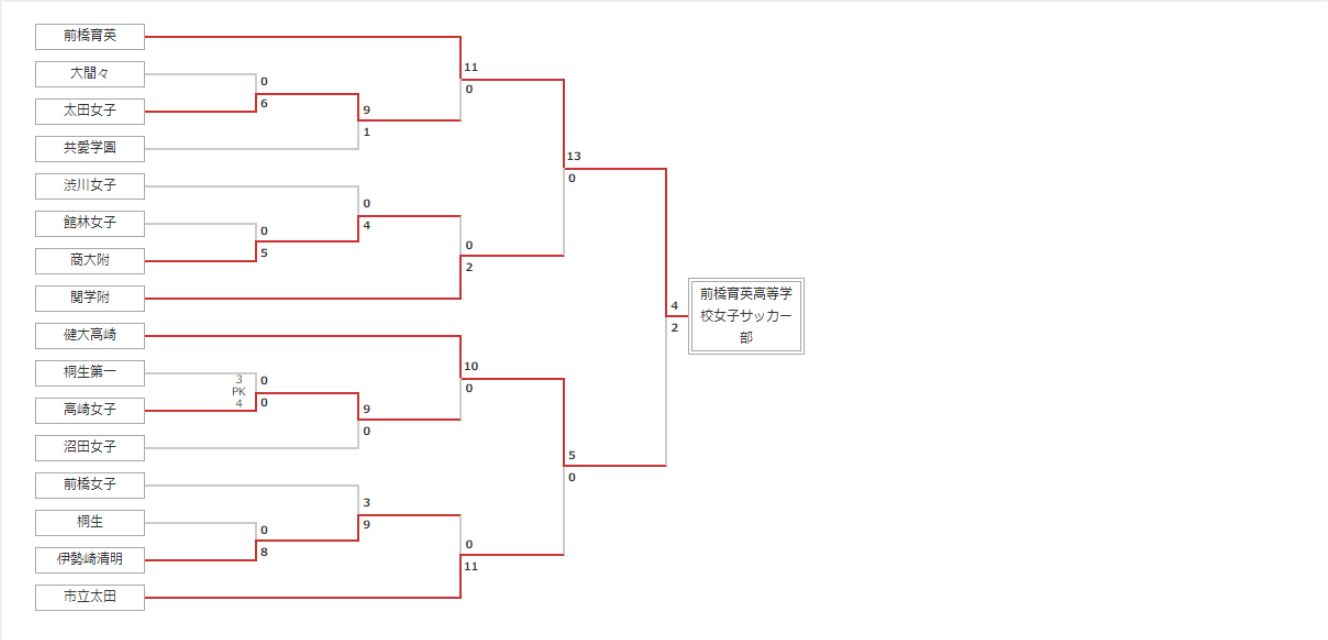 前橋育英
11
大間々
0
0
太田女子
6
9
共愛学園
1
13
0
渋川女子
0
館林女子
0
4
商大附
5
0
2
関学附
前橋育英高等学
校女子サッカー
部
4
2
健大高崎
10
桐生第一
3
PK
4
0
0
0
高崎女子
9
沼田女子
0
5
0
前橋女子
3
桐生
0
9
伊勢崎清明
8
0
11
市立太田